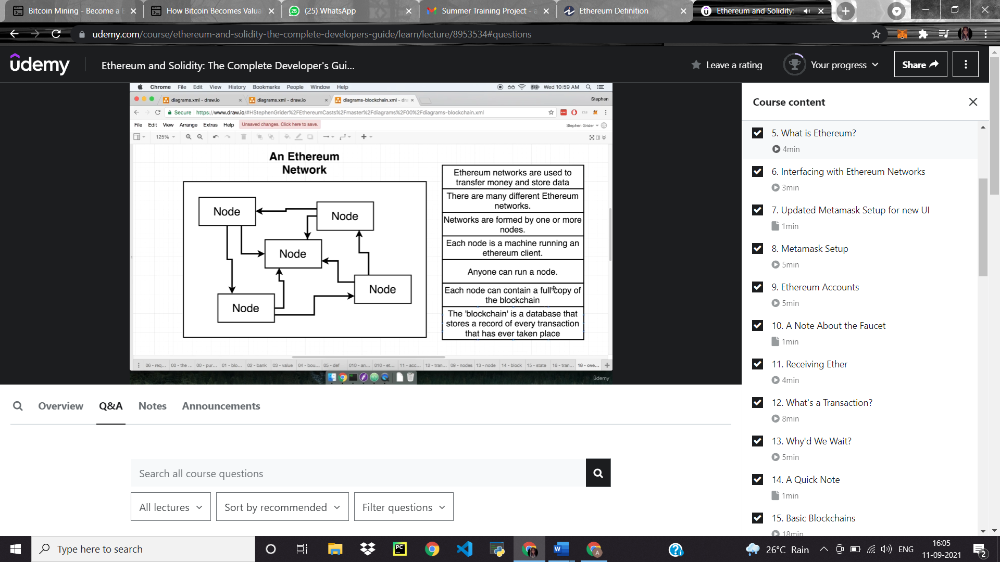 Bitcoin Mining - Become a B
How Bitcoin Becomes Valua
(25) WhatsApp
Summer Training Project - a
Ethereum Definition
Ethereum and Solidity:
udemy.com/course/ethereum-and-solidity-the-complete-developers-guide/learn/lecture/8953534#questions
udemy
Ethereum and Solidity: The Complete Developer's Gui...
Leave a rating
Your progress
Share
Chrome File Edit View History Bookmarks People Window Help
Wed 10:59 AM
diagrams.xml - draw.io
diagrams.xml - draw.io
diagrams-blockchain.xml - dra
Stephen
Secure https://www.draw.io/#HStephenGrider%2FEthereumCasts%2Fmaster%2Fdiagrams%2F00%2Fdiagrams-blockchain.xml
File Edit View Arrange Extras Help Unsaved changes. Click here to save.
Stephen Grider
125%
An Ethereum
Network
Node
Node
Node
Node
Node
Ethereum networks are used to
transfer money and store data
There are many different Ethereum
networks.
Networks are formed by one or more
nodes.
Each node is a machine running an
ethereum client.
Anyone can run a node.
Each node can contain a full copy of
the blockchain
The 'blockchain' is a database that
stores a record of every transaction
that has ever taken place
06 - req... 00 - the ... 00 - pur... 01 - blo... 02 - bank 03 - value 04 - bou... 05 - def 010 - an... 010 - et... 11 - acc... 12 - tran... 09 - nodes 13 - node 14 - block 15 - state 16 - tran... 18 - ove...
udemy
Course content
5. What is Ethereum?
4min
6. Interfacing with Ethereum Networks
3min
7. Updated Metamask Setup for new UI
1min
8. Metamask Setup
5min
9. Ethereum Accounts
5min
10. A Note About the Faucet
1min
11. Receiving Ether
4min
12. What's a Transaction?
8min
13. Why'd We Wait?
5min
14. A Quick Note
1min
15. Basic Blockchains
18min
Overview
Q&A
Notes
Announcements
Search all course questions
All lectures
Sort by recommended
Filter questions
Type here to search
26°C Rain
ENG
16:05
11-09-2021
2